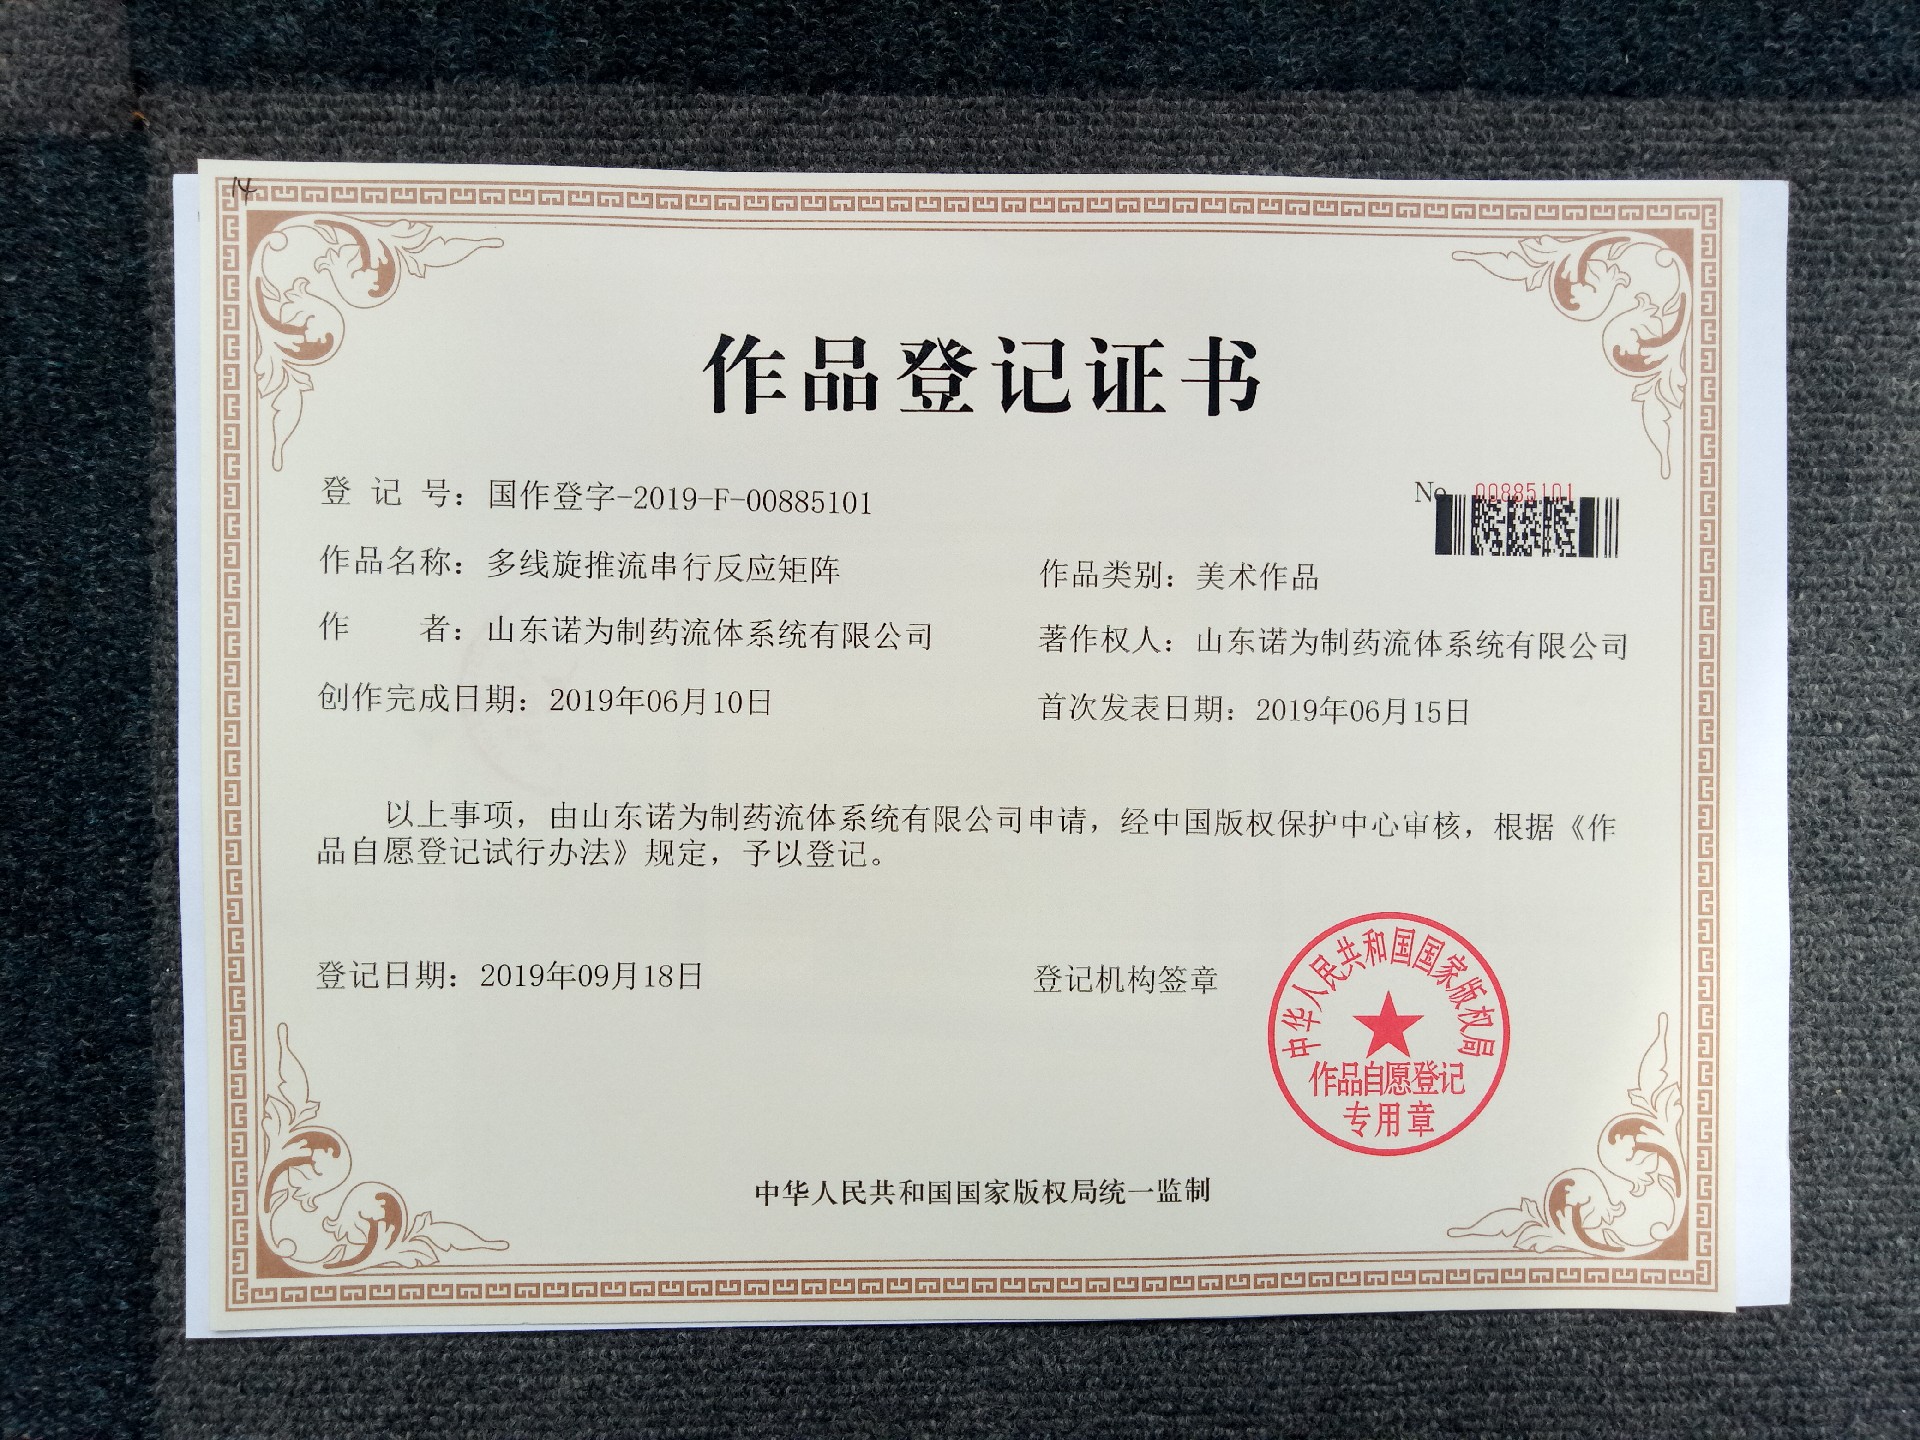 14
作品登记证书
登 记 号：国作登字-2019-F-00885101
No. 00885101
作品名称：多线旋推流串行反应矩阵
作品类别：美术作品
作 者：山东诺为制药流体系统有限公司
著作权人：山东诺为制药流体系统有限公司
创作完成日期：2019年06月10日
首次发表日期：2019年06月15日
以上事项，由山东诺为制药流体系统有限公司申请，经中国版权保护中心审核，根据《作
品自愿登记试行办法》规定，予以登记。
登记日期：2019年09月18日
登记机构签章
中华人民共和国国家版权局
作品自愿登记
专用章
中华人民共和国国家版权局统一监制